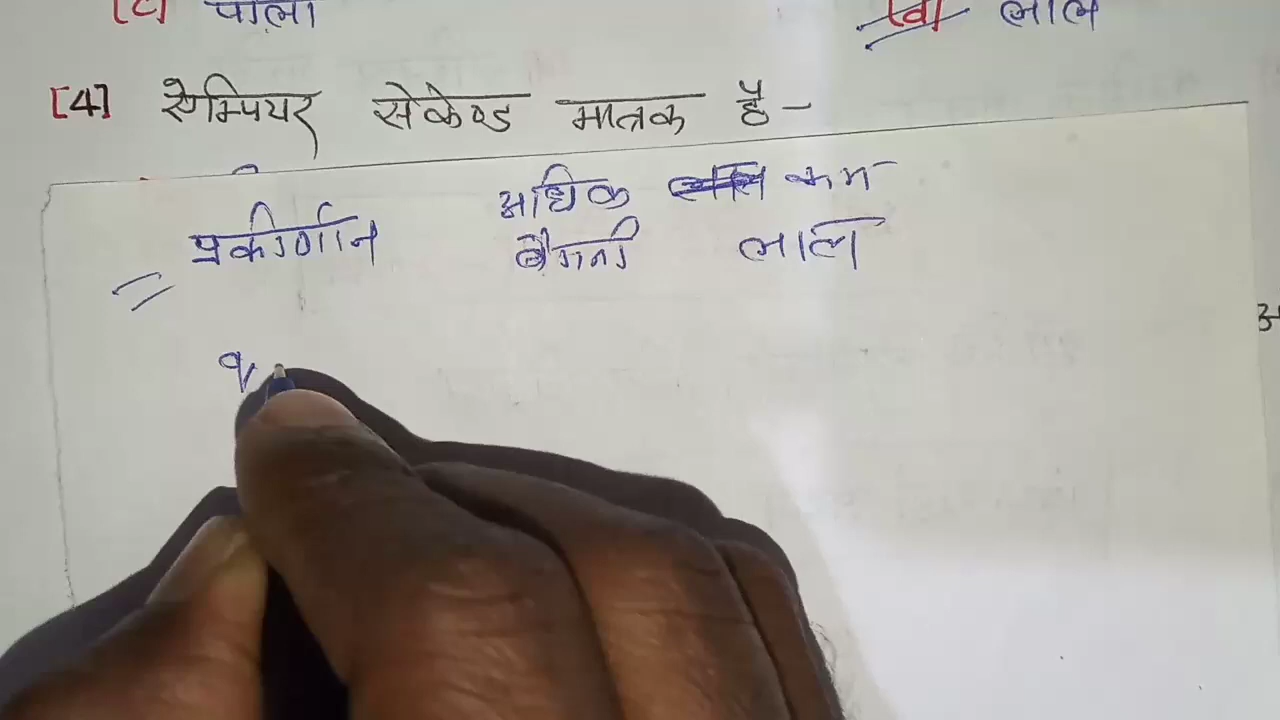 [c] पीला [d] लाल
[4] ऐम्पियर सेकेण्ड मात्रक है –
अधिक कम
प्रकीर्णन बैगनी लाल